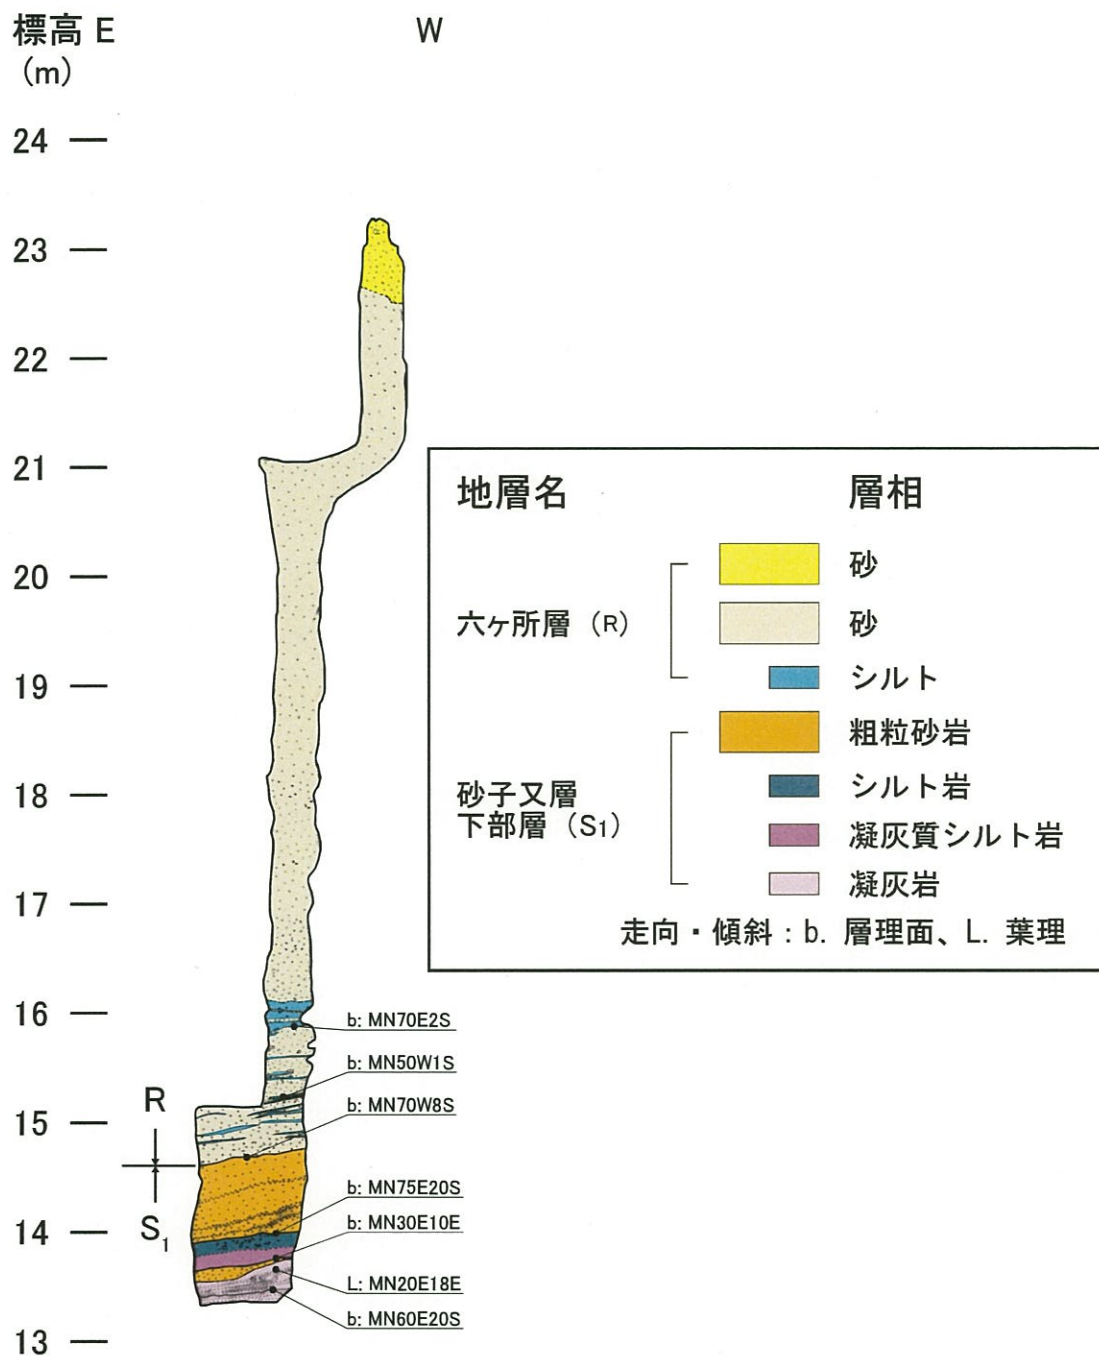 標高 E W
(m)
24
23
22
21
20
19
18
17
16
15
14
13
R
S1
b: MN70E2S
b: MN50W1S
b: MN70W8S
b: MN75E20S
b: MN30E10E
L: MN20E18E
b: MN60E20S
地層名 層相
六ヶ所層（R）
砂
砂
シルト
砂子又層
下部層（S1）
粗粒砂岩
シルト岩
凝灰質シルト岩
凝灰岩
走向・傾斜：b. 層理面、L. 葉理